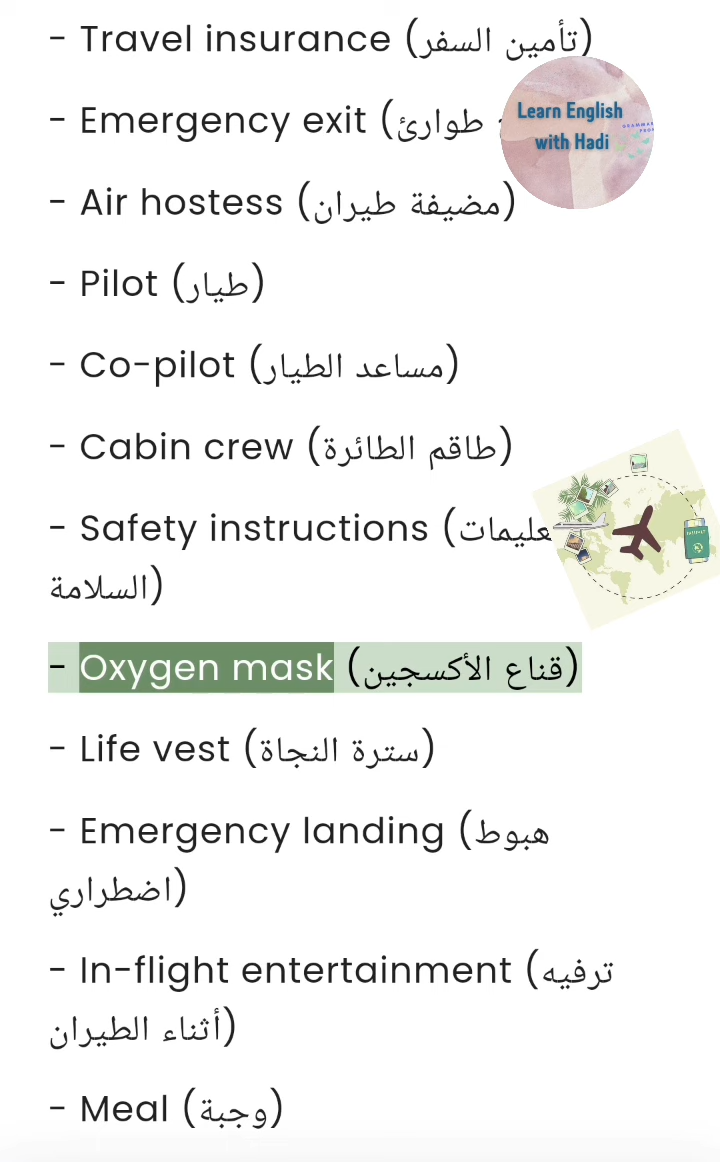 - Travel insurance (تأمين السفر)
Learn English
with Hadi
- Emergency exit (طوارئ
- Air hostess (مضيفة طيران)
- Pilot (طيار)
- Co-pilot (مساعد الطيار)
- Cabin crew (طاقم الطائرة)
- Safety instructions (
السلامة)
- Oxygen mask (قناع الأكسجين)
- Life vest (سترة النجاة)
- Emergency landing (هبوط
اضطراري)
- In-flight entertainment (ترفيه
أثناء الطيران)
- Meal (وجبة)